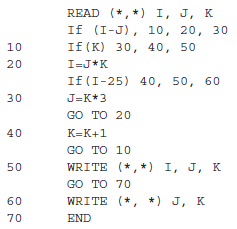 READ (*,*) I, J, K
If (I-J), 10, 20, 30
10 If(K) 30, 40, 50
20 I=J*K
If(I-25) 40, 50, 60
30 J=K*3
GO TO 20
40 K=K+1
GO TO 10
50 WRITE (*,*) I, J, K
GO TO 70
60 WRITE (*, *) J, K
70 END